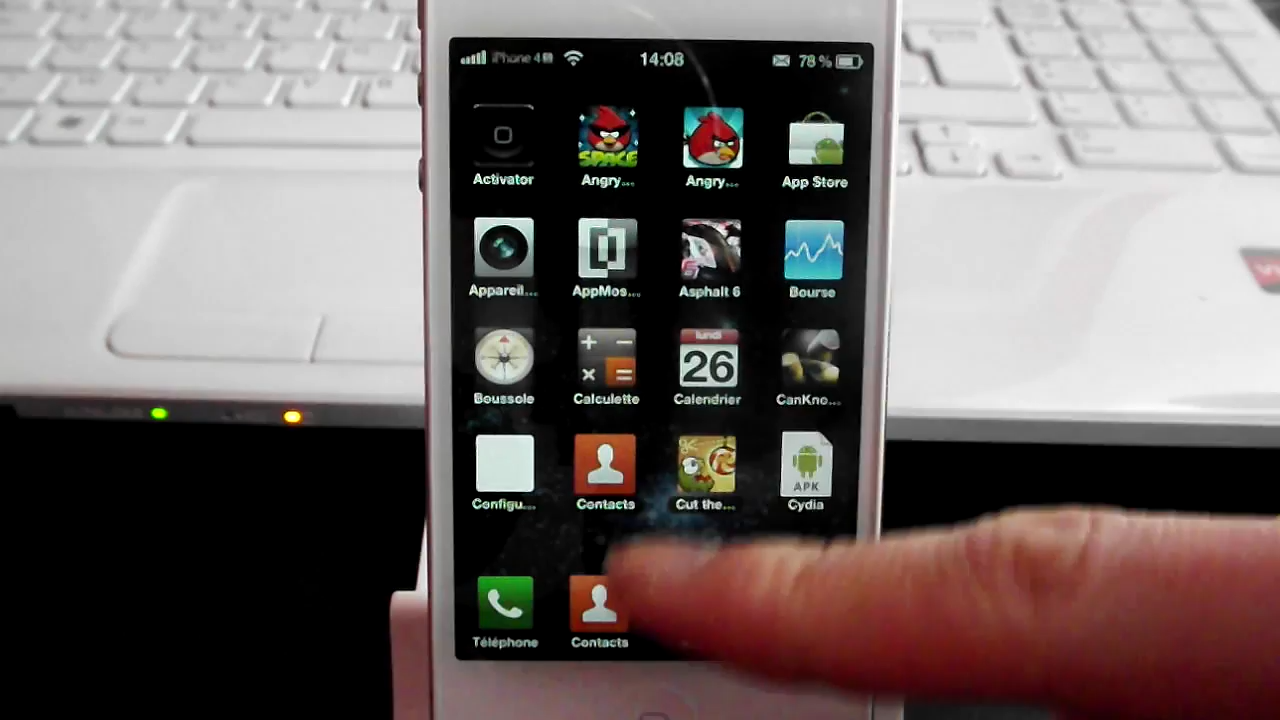 iPhone 4 14:08 78 %
SPACE
Activator Angry... Angry... App Store
Appareil... AppMos... Asphalt 6 Bourse
lundi
26
Boussole Calculette Calendrier CanKno...
APK
Configu... Contacts Cut the... Cydia
Téléphone Contacts